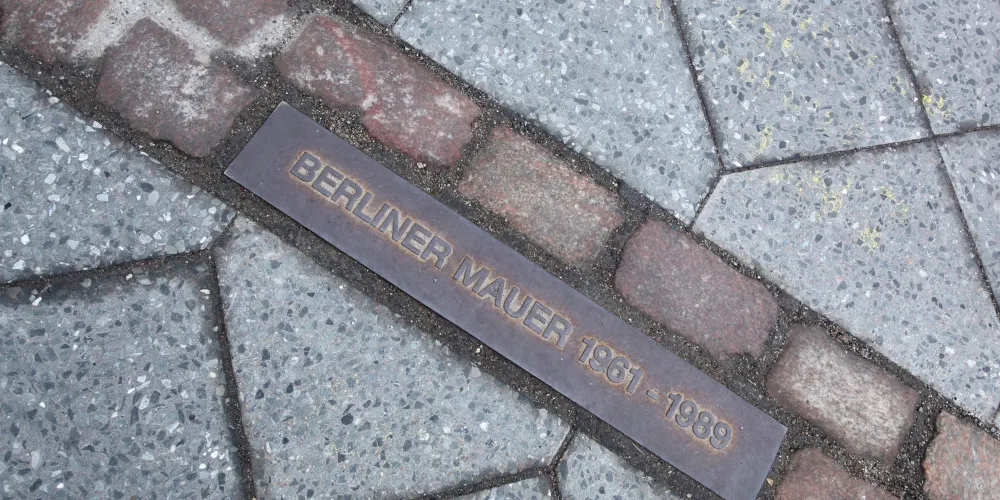 BERLINER MAUER 1961 - 1989